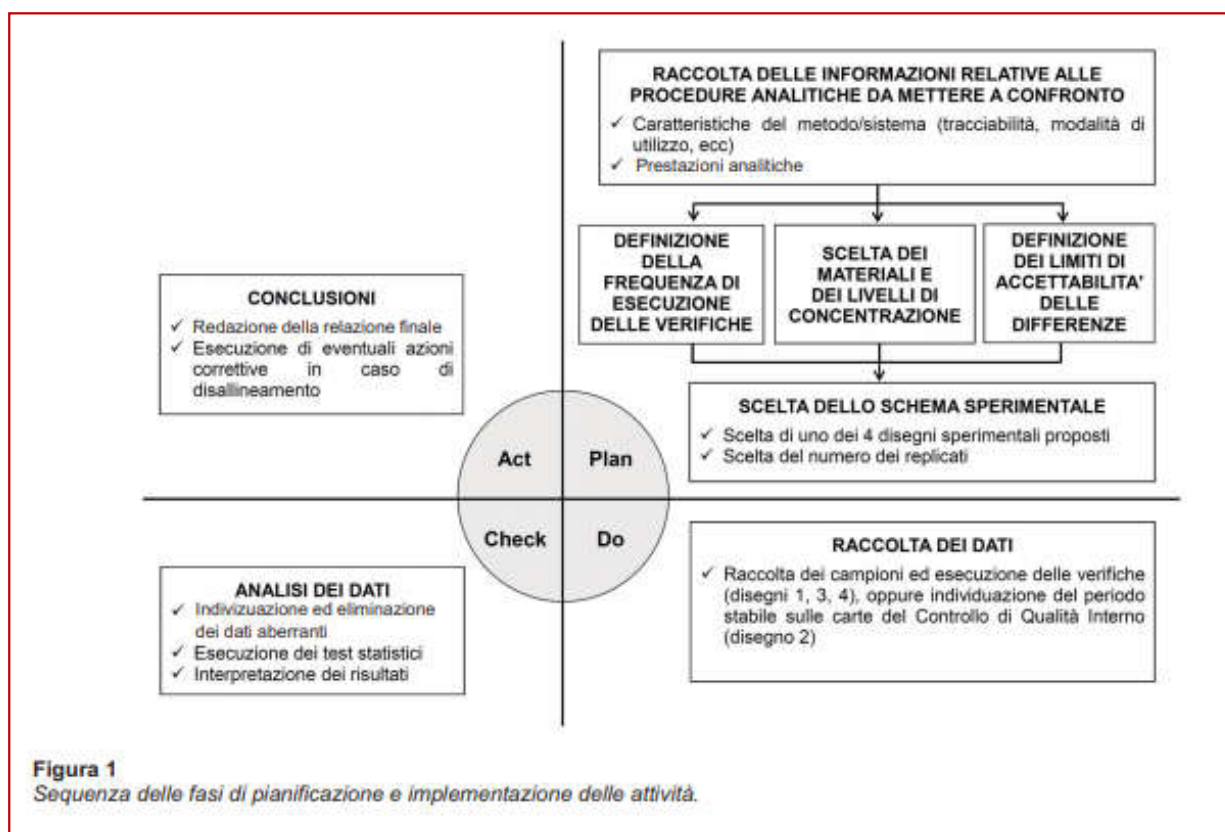 RACCOLTA DELLE INFORMAZIONI RELATIVE ALLE
PROCEDURE ANALITICHE DA METTERE A CONFRONTO
✓ Caratteristiche del metodo/sistema (tracciabilità, modalità di
utilizzo, ecc)
✓ Prestazioni analitiche
DEFINIZIONE
DELLA
FREQUENZA DI
ESECUZIONE
DELLE VERIFICHE
SCELTA DEI
MATERIALI E
DEI LIVELLI DI
CONCENTRAZIONE
DEFINIZIONE
DEI LIMITI DI
ACCETTABILITA'
DELLE
DIFFERENZE
SCELTA DELLO SCHEMA SPERIMENTALE
✓ Scelta di uno dei 4 disegni sperimentali proposti
✓ Scelta del numero dei replicati
CONCLUSIONI
✓ Redazione della relazione finale
✓ Esecuzione di eventuali azioni
correttive in caso di
disallineamento
Act
Plan
Check
Do
RACCOLTA DEI DATI
✓ Raccolta dei campioni ed esecuzione delle verifiche
(disegni 1, 3, 4), oppure individuazione del periodo
stabile sulle carte del Controllo di Qualità Interno
(disegno 2)
ANALISI DEI DATI
✓ Indivizuazione ed eliminazione
dei dati aberranti
✓ Esecuzione dei test statistici
✓ Interpretazione dei risultati
Figura 1
Sequenza delle fasi di pianificazione e implementazione delle attività.